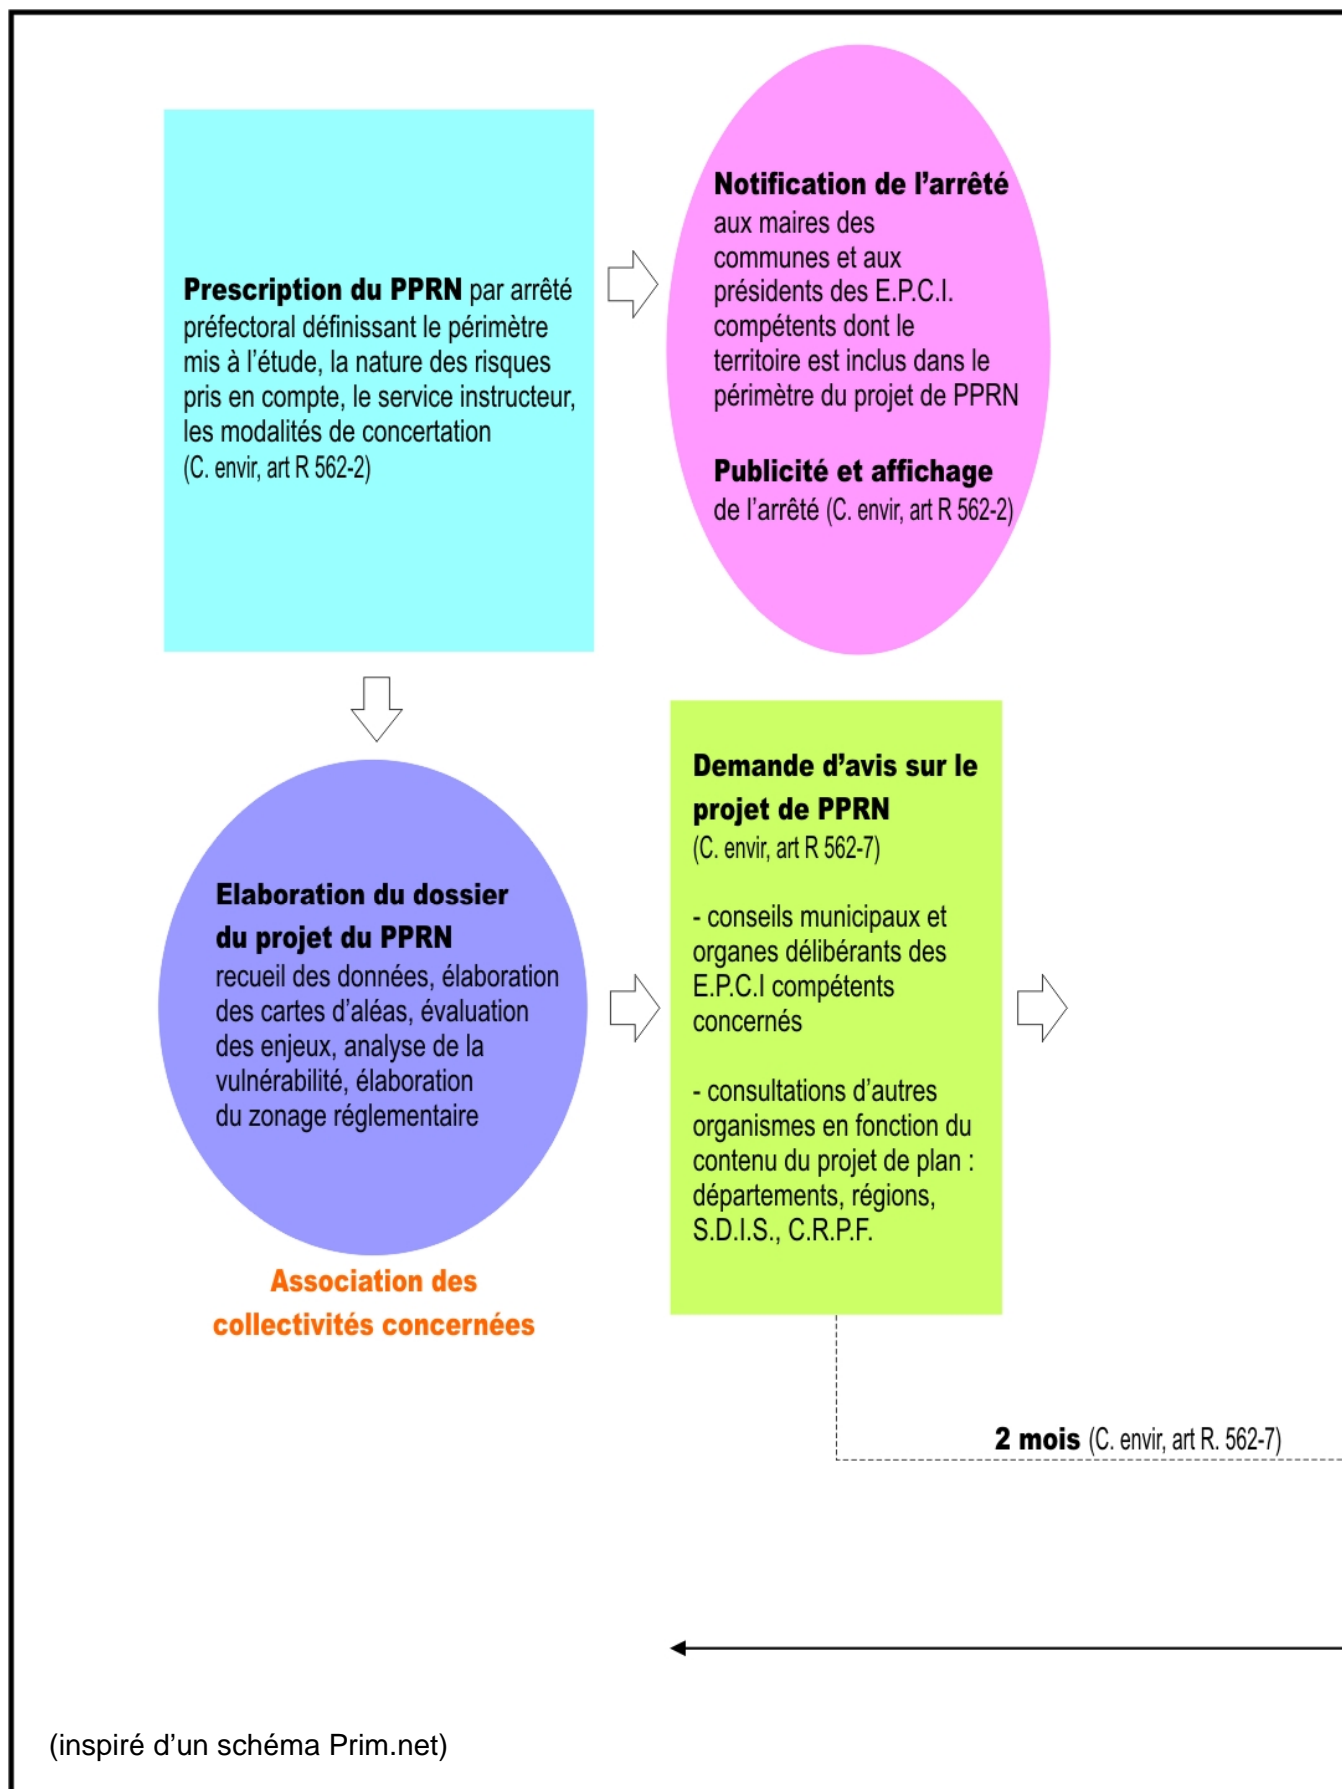 Prescription du PPRN par arrêté
préfectoral définissant le périmètre
mis à l'étude, la nature des risques
pris en compte, le service instructeur,
les modalités de concertation
(C. envir, art R 562-2)
Notification de l'arrêté
aux maires des
communes et aux
présidents des E.P.C.I.
compétents dont le
territoire est inclus dans le
périmètre du projet de PPRN
Publicité et affichage
de l'arrêté (C. envir, art R 562-2)
Elaboration du dossier
du projet du PPRN
recueil des données, élaboration
des cartes d'aléas, évaluation
des enjeux, analyse de la
vulnérabilité, élaboration
du zonage réglementaire
Association des
collectivités concernées
Demande d'avis sur le
projet de PPRN
(C. envir, art R 562-7)
- conseils municipaux et
organes délibérants des
E.P.C.I compétents
concernés
- consultations d'autres
organismes en fonction du
contenu du projet de plan :
départements, régions,
S.D.I.S., C.R.P.F.
2 mois (C. envir, art R. 562-7)
(inspiré d'un schéma Prim.net)